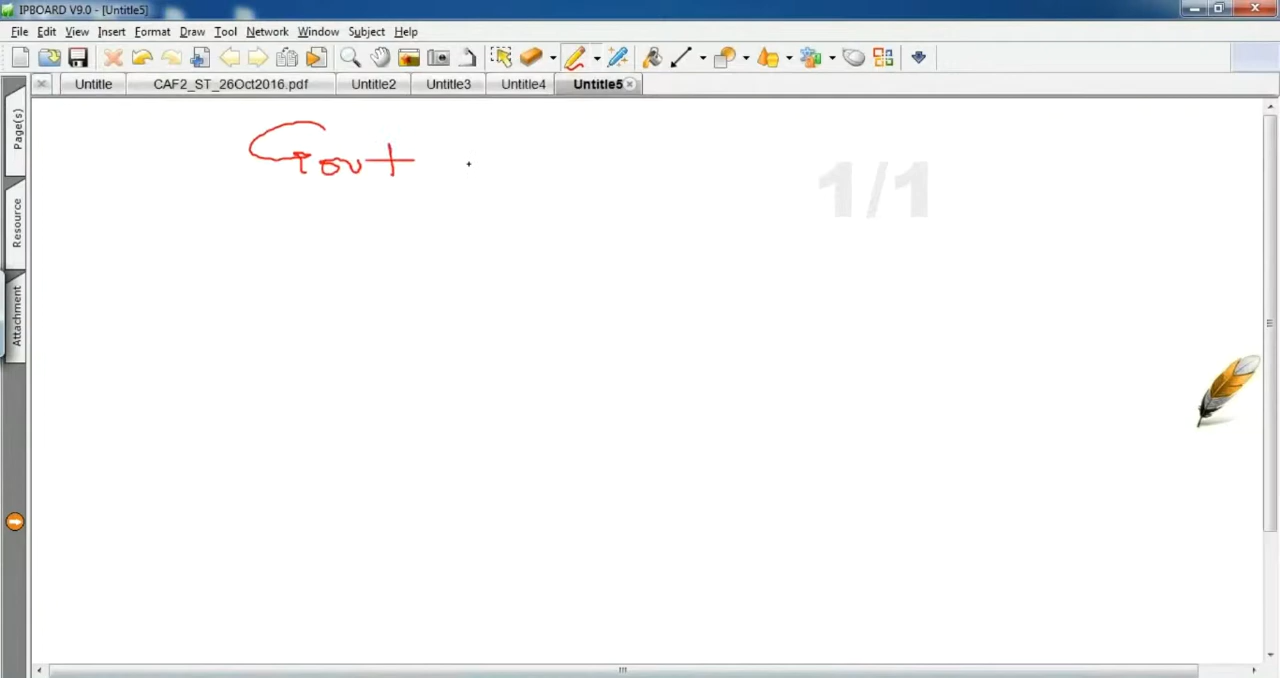 IPBOARD V9.0 - [Untitle5]
File Edit View Insert Format Draw Tool Network Window Subject Help
Untitle CAF2_ST_26Oct2016.pdf Untitle2 Untitle3 Untitle4 Untitle5
Page(s)
Resource
Attachment
Govt
1/1